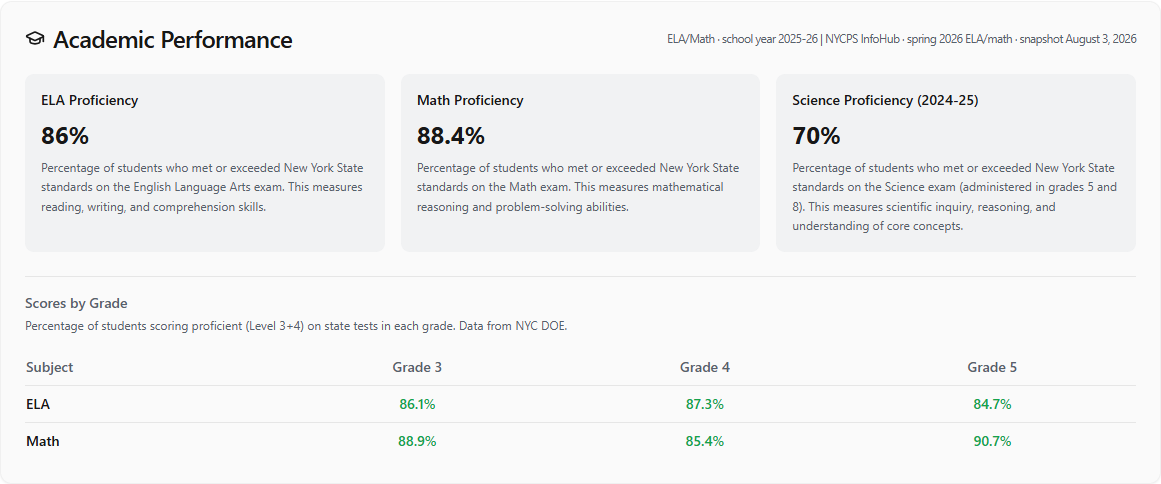 Academic Performance
ELA/Math · school year 2025-26 | NYCPS InfoHub · spring 2026 ELA/math · snapshot August 3, 2026
ELA Proficiency
86%
Percentage of students who met or exceeded New York State
standards on the English Language Arts exam. This measures
reading, writing, and comprehension skills.
Math Proficiency
88.4%
Percentage of students who met or exceeded New York State
standards on the Math exam. This measures mathematical
reasoning and problem-solving abilities.
Science Proficiency (2024-25)
70%
Percentage of students who met or exceeded New York State
standards on the Science exam (administered in grades 5 and
8). This measures scientific inquiry, reasoning, and
understanding of core concepts.
Scores by Grade
Percentage of students scoring proficient (Level 3+4) on state tests in each grade. Data from NYC DOE.
Subject Grade 3 Grade 4 Grade 5
ELA 86.1% 87.3% 84.7%
Math 88.9% 85.4% 90.7%